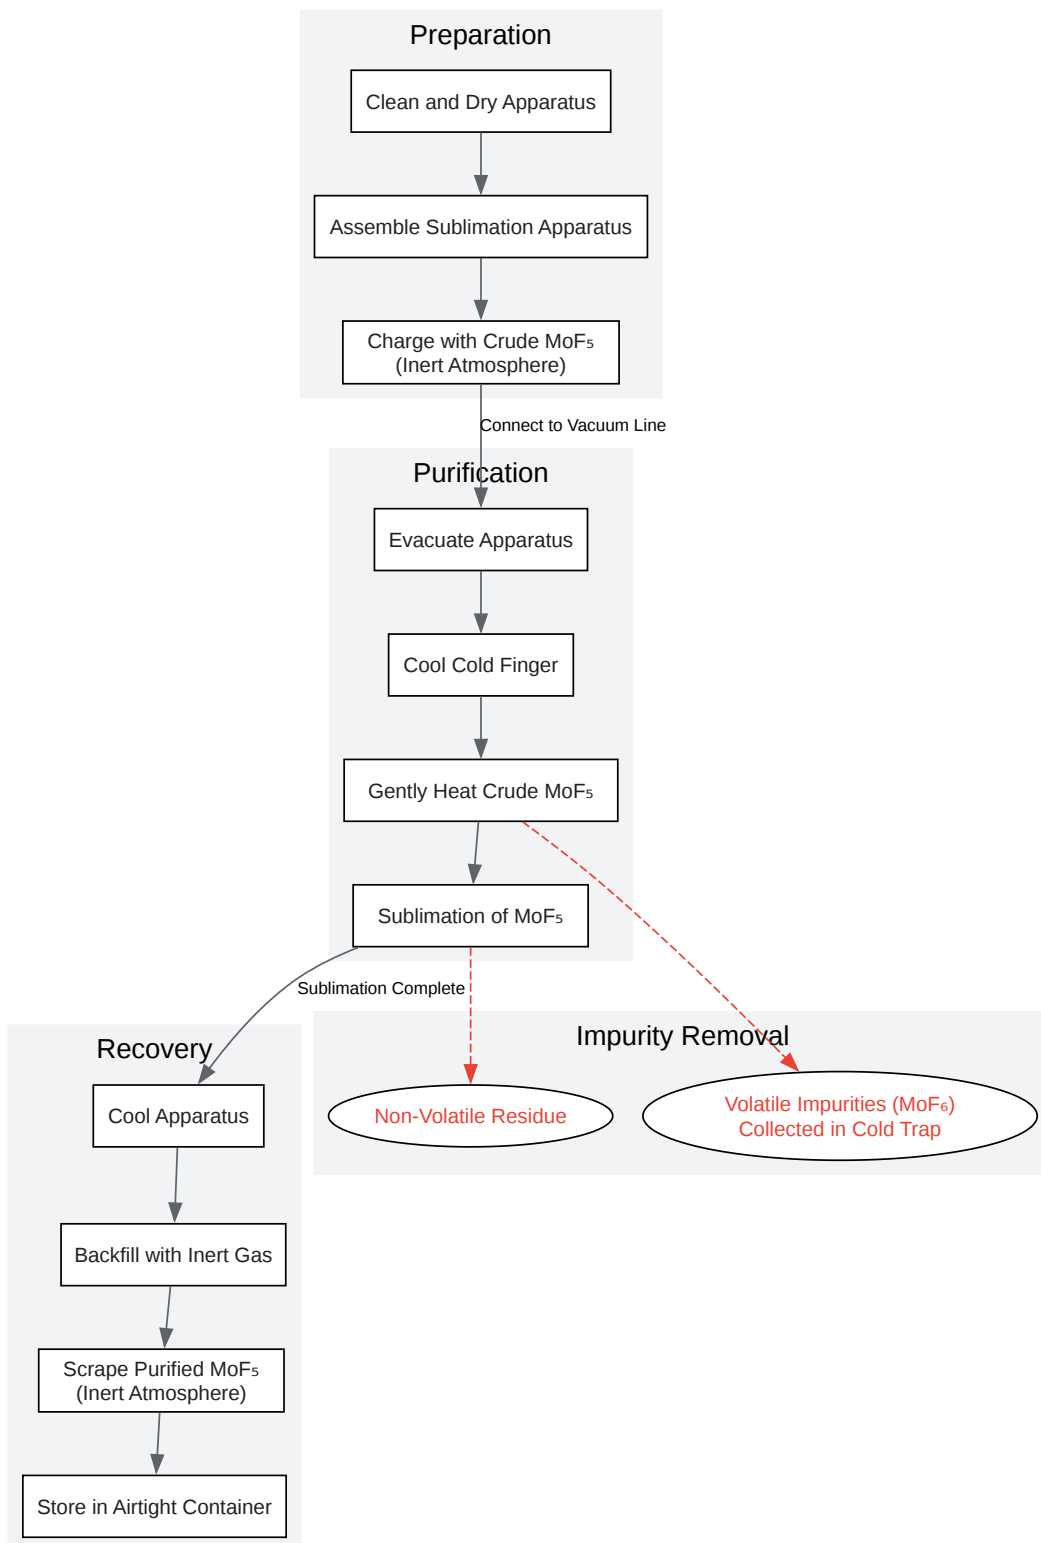 Preparation
Clean and Dry Apparatus
Assemble Sublimation Apparatus
Charge with Crude MoF₅
(Inert Atmosphere)
Connect to Vacuum Line
Purification
Evacuate Apparatus
Cool Cold Finger
Gently Heat Crude MoF₅
Sublimation of MoF₅
Sublimation Complete
Impurity Removal
Non-Volatile Residue
Volatile Impurities (MoF₆)
Collected in Cold Trap
Recovery
Cool Apparatus
Backfill with Inert Gas
Scrape Purified MoF₅
(Inert Atmosphere)
Store in Airtight Container